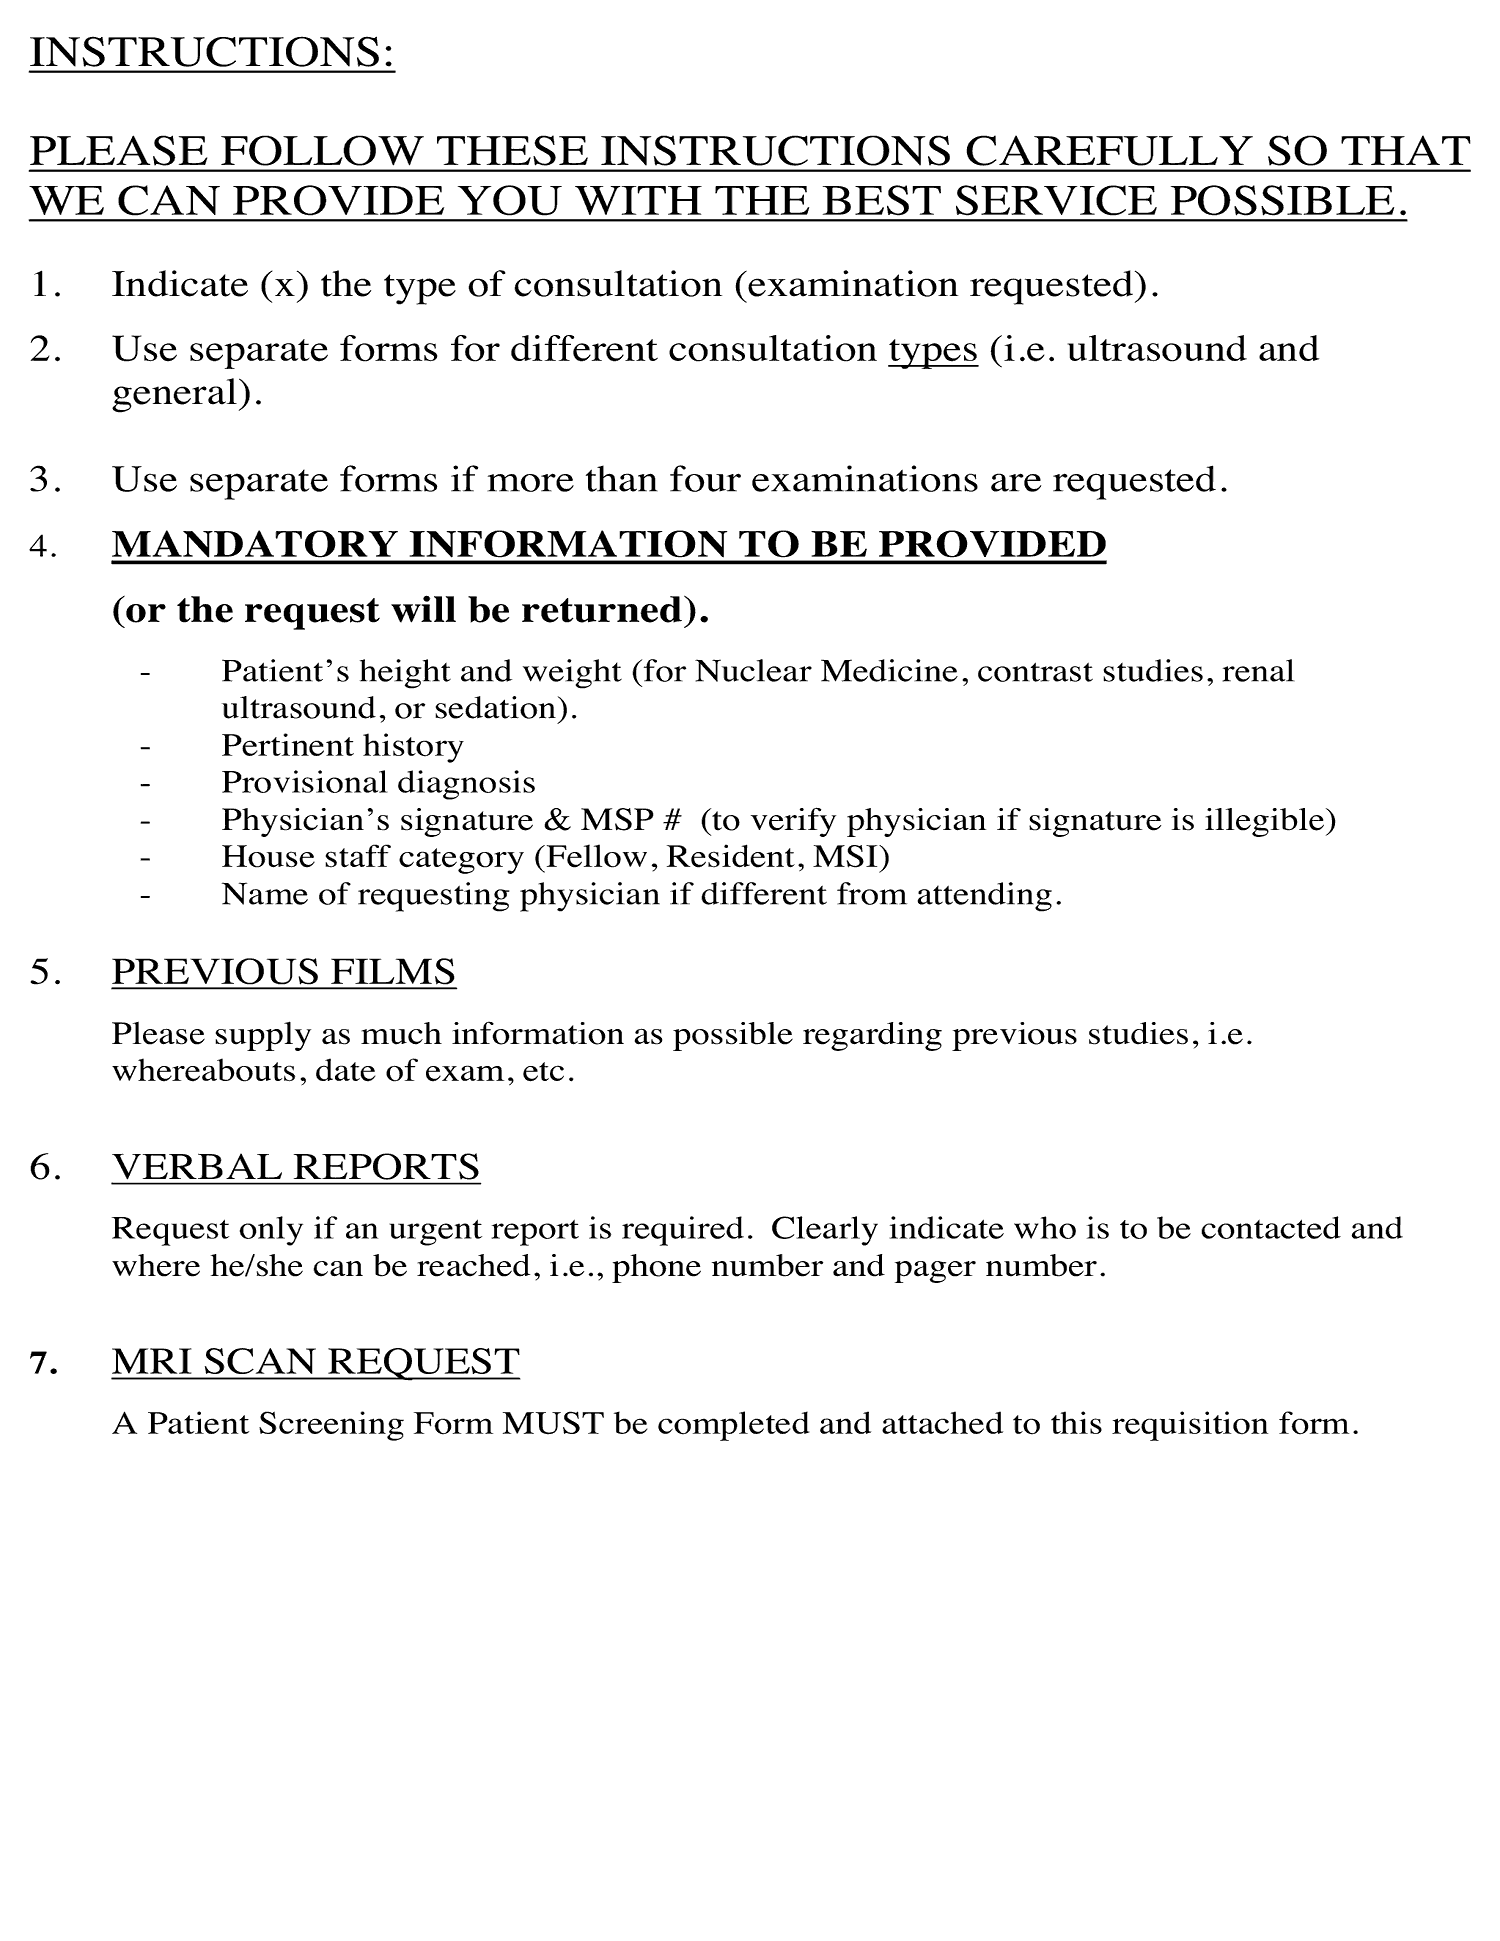 INSTRUCTIONS:
PLEASE FOLLOW THESE INSTRUCTIONS CAREFULLY SO THAT
WE CAN PROVIDE YOU WITH THE BEST SERVICE POSSIBLE.
1. Indicate (x) the type of consultation (examination requested).
2. Use separate forms for different consultation types (i.e. ultrasound and
general).
3. Use separate forms if more than four examinations are requested.
4. MANDATORY INFORMATION TO BE PROVIDED
(or the request will be returned).
- Patient’s height and weight (for Nuclear Medicine, contrast studies, renal
ultrasound, or sedation).
- Pertinent history
- Provisional diagnosis
- Physician’s signature & MSP #  (to verify physician if signature is illegible)
- House staff category (Fellow, Resident, MSI)
- Name of requesting physician if different from attending.
5. PREVIOUS FILMS
Please supply as much information as possible regarding previous studies, i.e.
whereabouts, date of exam, etc.
6. VERBAL REPORTS
Request only if an urgent report is required.  Clearly indicate who is to be contacted and
where he/she can be reached, i.e., phone number and pager number.
7. MRI SCAN REQUEST
A Patient Screening Form MUST be completed and attached to this requisition form.